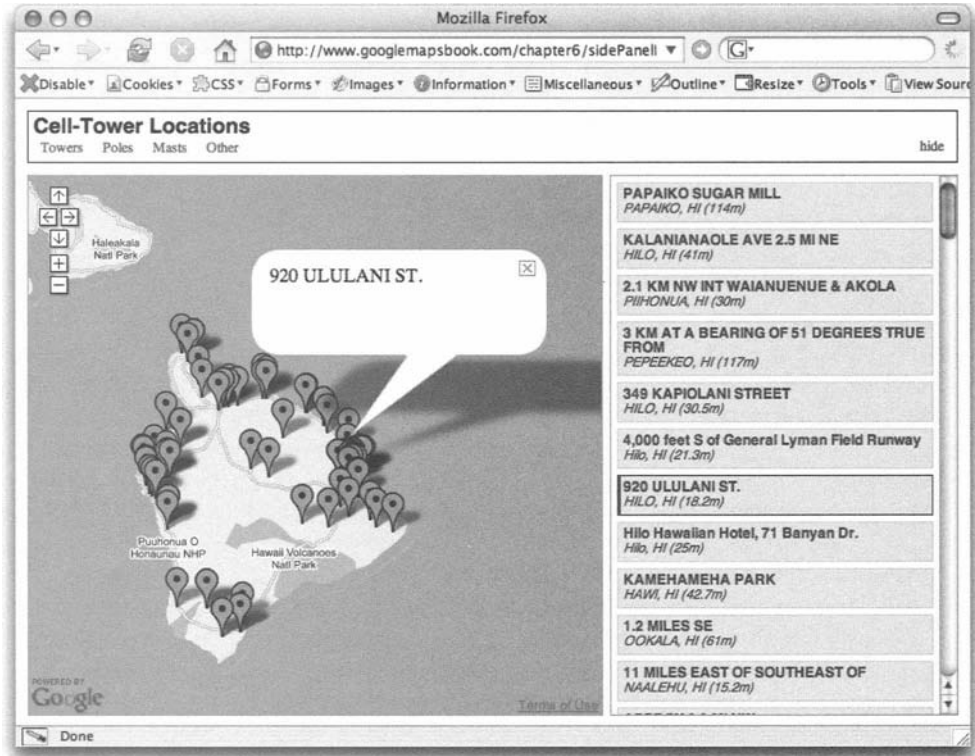 Mozilla Firefox
http://www.googlemapsbook.com/chapter6/sidePanell
G
Disable Cookies CSS Forms Images Information Miscellaneous Outline Resize Tools View Sourc
Cell-Tower Locations
Towers Poles Masts Other
hide
Haleakala
Natl Park
920 ULULANI ST.
Puuhonua O
Honaunau NHP
Hawaii Volcanoes
Natl Park
POWERED BY
Google
Terms of Use
PAPAIKO SUGAR MILL
PAPAIKO, HI (114m)
KALANIANAOLE AVE 2.5 MI NE
HILO, HI (41m)
2.1 KM NW INT WAIANUENUE & AKOLA
PIIHONUA, HI (30m)
3 KM AT A BEARING OF 51 DEGREES TRUE
FROM
PEPEEKEO, HI (117m)
349 KAPIOLANI STREET
HILO, HI (30.5m)
4,000 feet S of General Lyman Field Runway
Hilo, HI (21.3m)
920 ULULANI ST.
HILO, HI (18.2m)
Hilo Hawaiian Hotel, 71 Banyan Dr.
Hilo, HI (25m)
KAMEHAMEHA PARK
HAWI, HI (42.7m)
1.2 MILES SE
OOKALA, HI (61m)
11 MILES EAST OF SOUTHEAST OF
NAALEHU, HI (15.2m)
Done